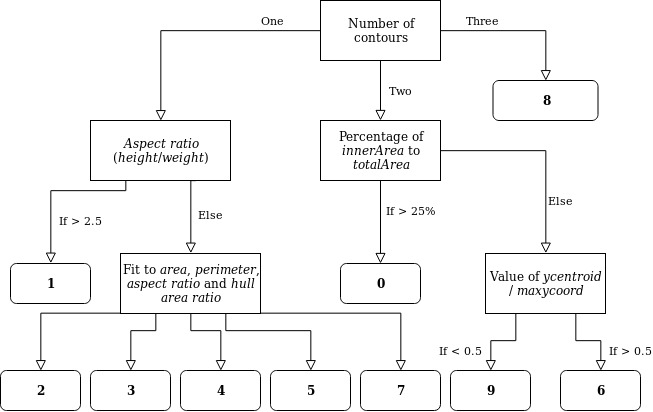 One
Number of
contours
Three
Two
8
Aspect ratio
(height/weight)
Percentage of
innerArea to
totalArea
If > 2.5
Else
If > 25%
Else
1
Fit to area, perimeter,
aspect ratio and hull
area ratio
0
Value of ycentroid
/ maxycoord
If < 0.5
If > 0.5
2
3
4
5
7
9
6